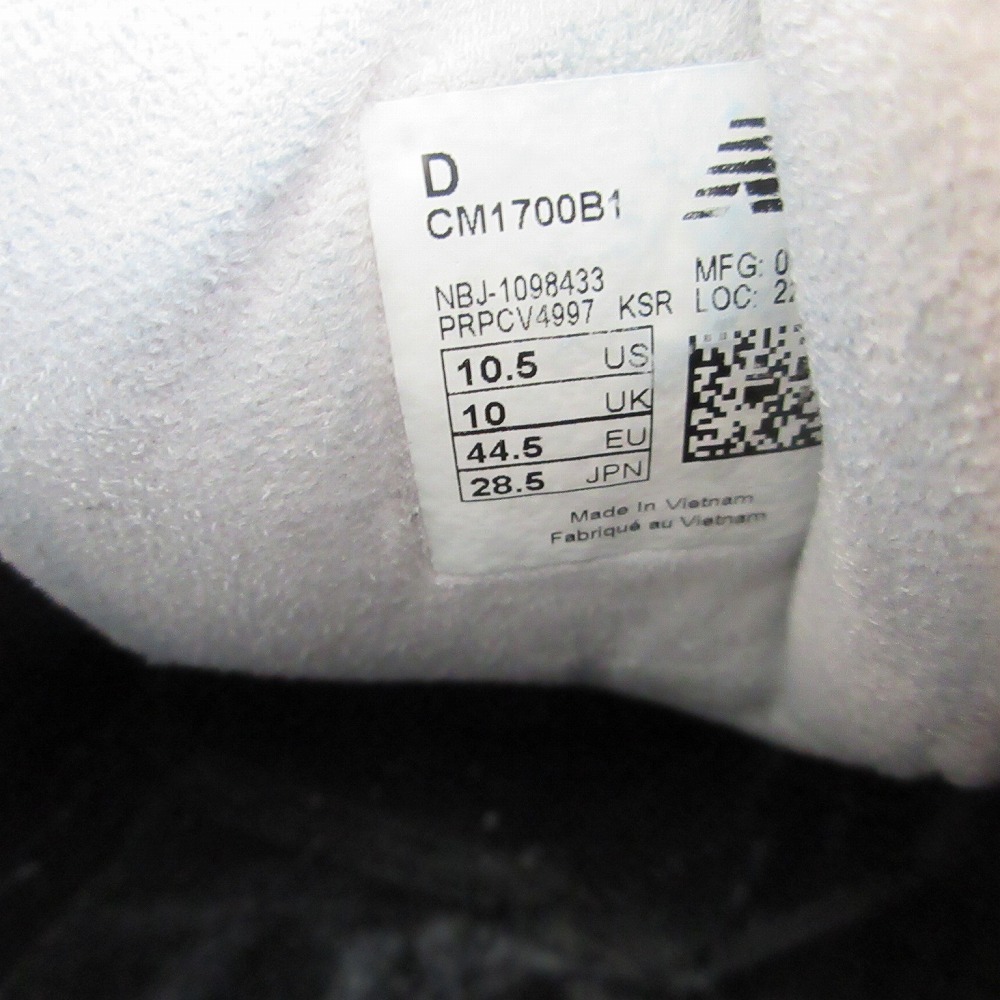 D
CM1700B1
NBJ-1098433
PRPCV4997 KSR
MFG: 0
LOC: 22
10.5 US
10 UK
44.5 EU
28.5 JPN
Made In Vietnam
Fabriqué au Vietnam